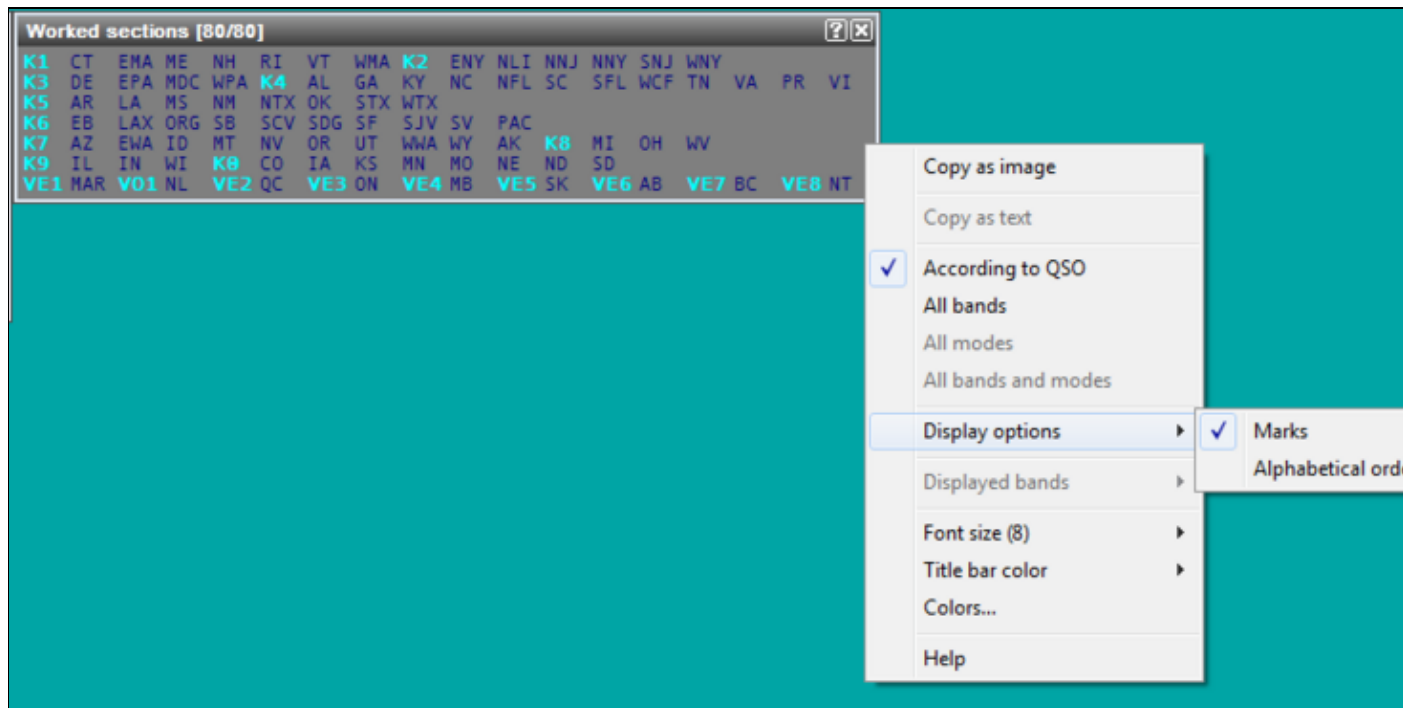 Worked sections [80/80]
K1 CT EMA ME NH RI VT WMA K2 ENY NLI NNJ NNY SNJ WNY
K3 DE EPA MDC WPA K4 AL GA KY NC NFL SC SFL WCF TN VA PR VI
K5 AR LA MS NM NTX OK STX WTX
K6 EB LAX ORG SB SCV SDG SF SJV SV PAC
K7 AZ EWA ID MT NV OR UT WWA WY AK K8 MI OH WV
K9 IL IN WI K0 CO IA KS MN MO NE ND SD
VE1 MAR VO1 NL VE2 QC VE3 ON VE4 MB VE5 SK VE6 AB VE7 BC VE8 NT
Copy as image
Copy as text
According to QSO
All bands
All modes
All bands and modes
Display options
Marks
Alphabetical
Displayed bands
Font size (8)
Title bar color
Colors...
Help